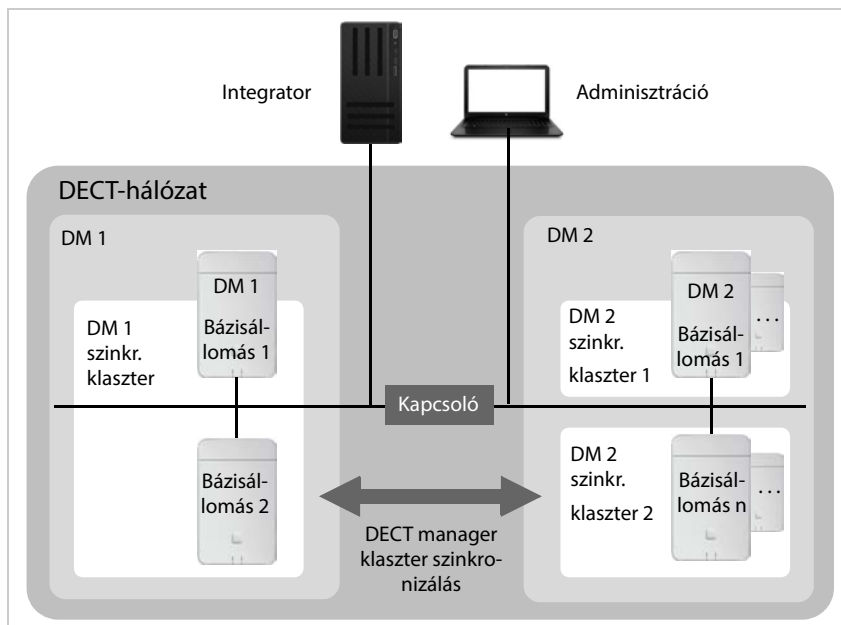 Integrator
Adminisztráció
DECT-hálózat
DM 1
DM 1
Bázisál-
lomás 1
DM 1
szinkr.
klaszter
Bázisál-
lomás 2
Kapcsoló
DECT manager
klaszter szinkro-
nizálás
DM 2
DM 2
Bázisál-
lomás 1
...
DM 2
szinkr.
klaszter 1
DM 2
szinkr.
klaszter 2
Bázisál-
lomás n
...